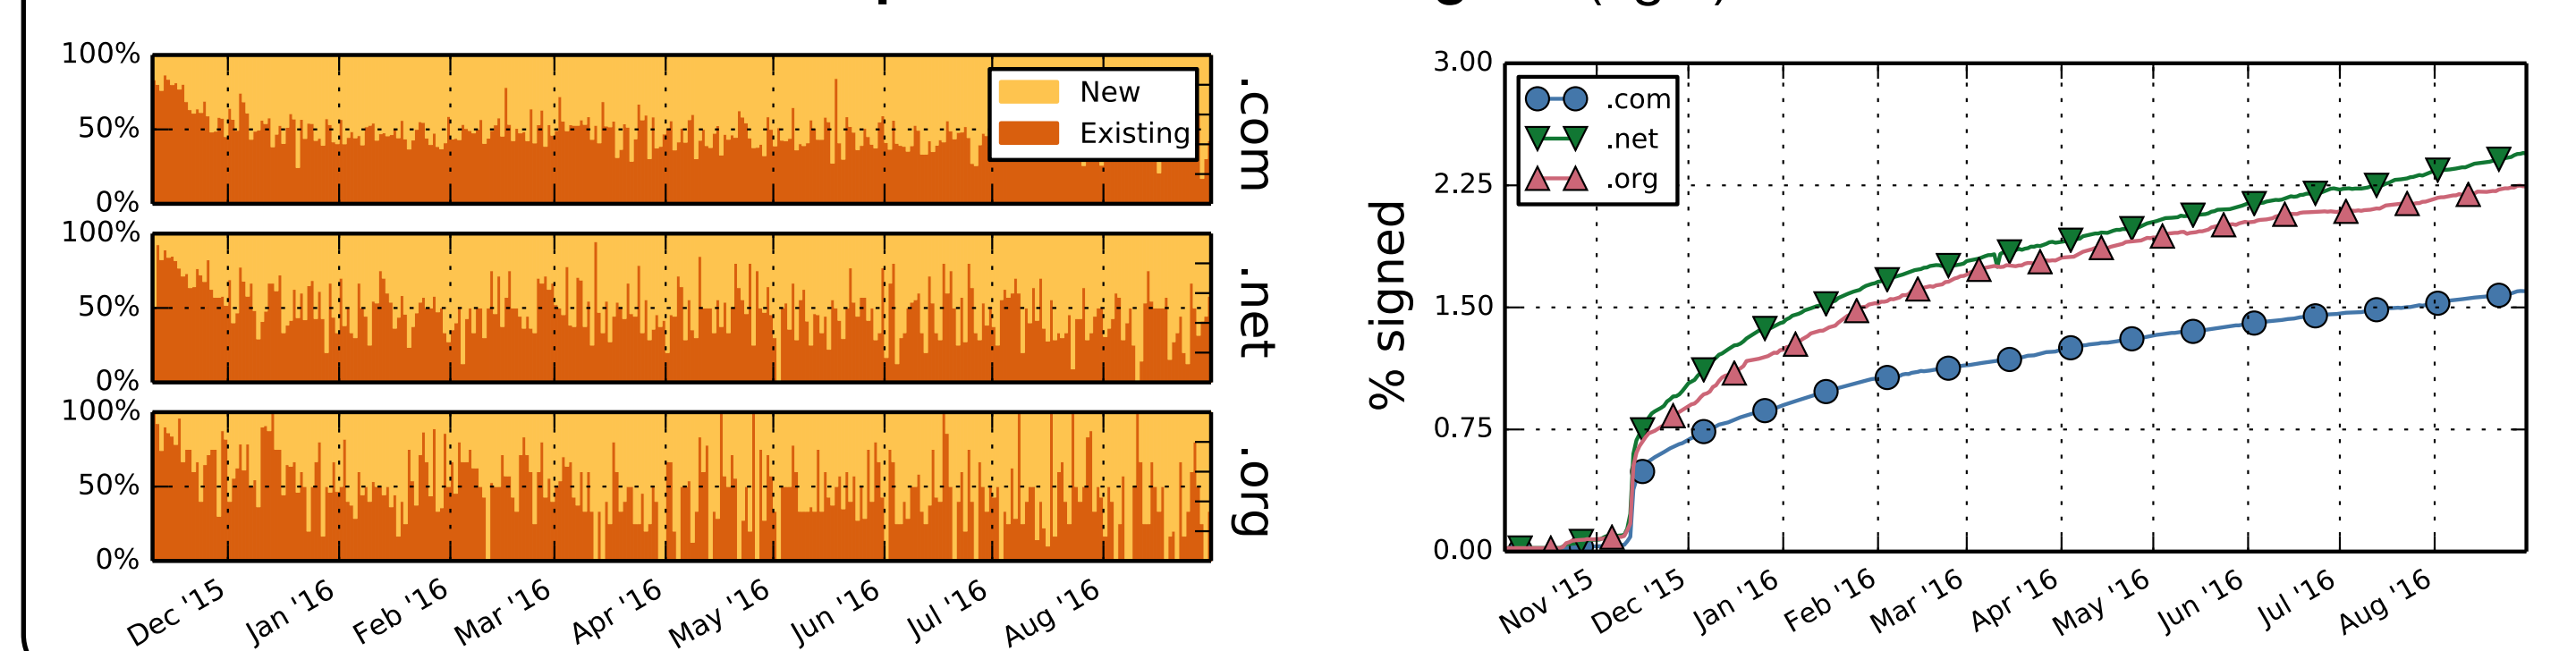 100%
50%
0%
New
Existing
.com
100%
50%
0%
.net
100%
50%
0%
.org
Dec '15
Jan '16
Feb '16
Mar '16
Apr '16
May '16
Jun '16
Jul '16
Aug '16
% signed
3.00
2.25
1.50
0.75
0.00
.com
.net
.org
Nov '15
Dec '15
Jan '16
Feb '16
Mar '16
Apr '16
May '16
Jun '16
Jul '16
Aug '16